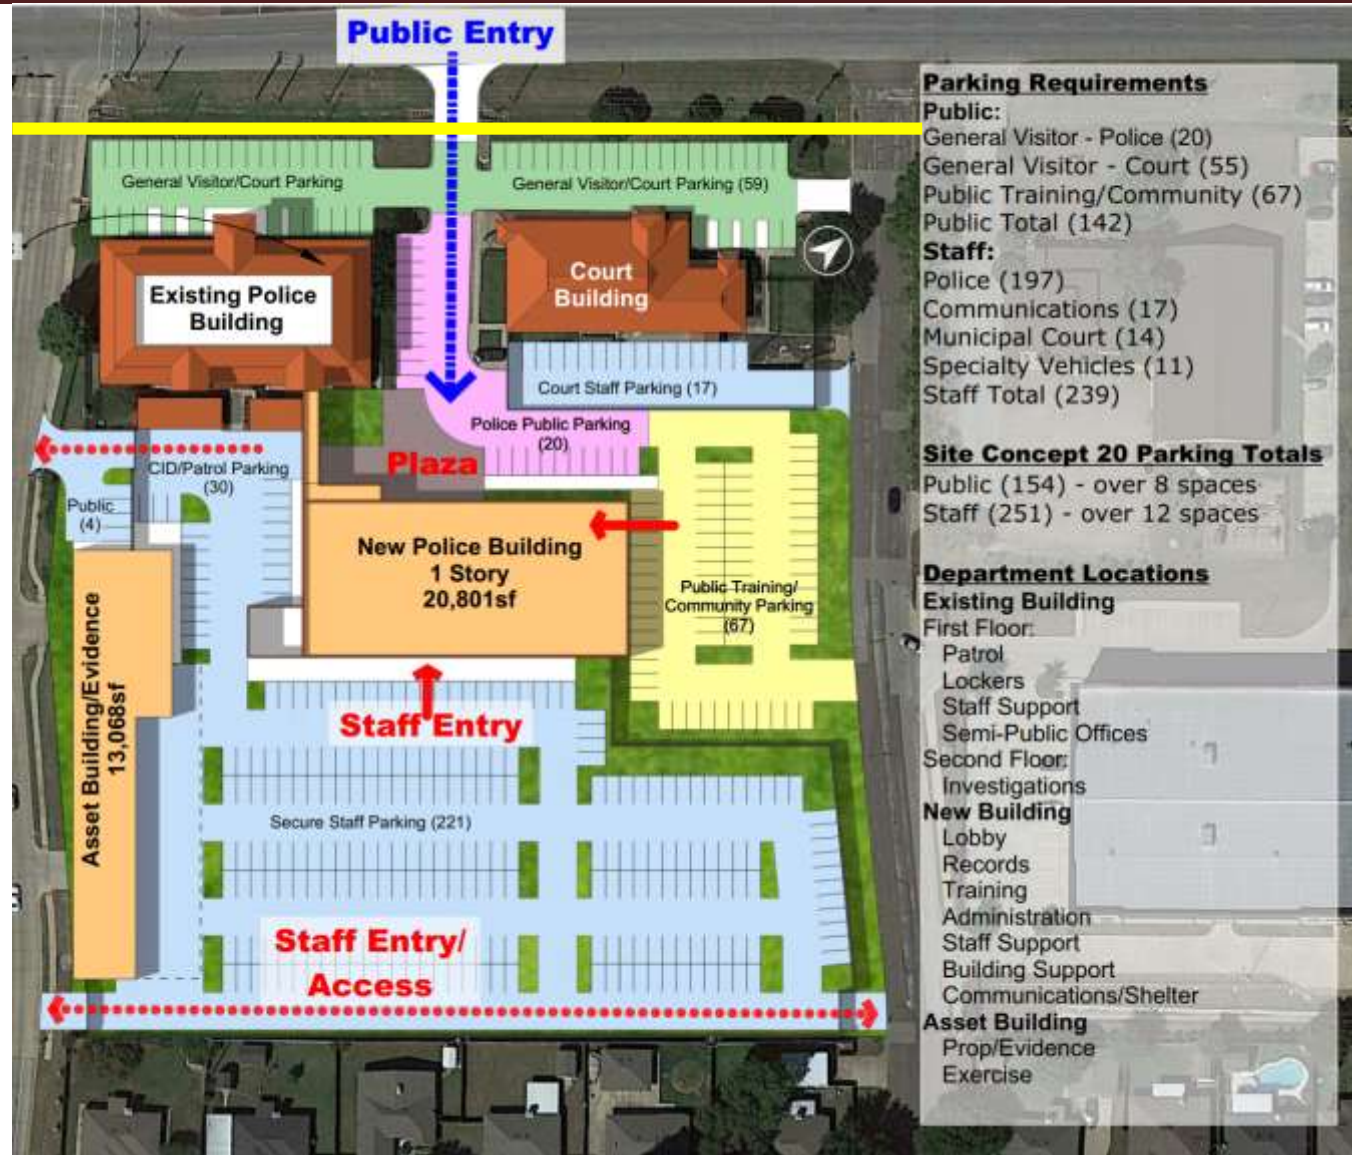 Public Entry
General Visitor/Court Parking
General Visitor/Court Parking (59)
Existing Police
Building
Court
Building
Court Staff Parking (17)
Police Public Parking
(20)
Plaza
CID/Patrol Parking
(30)
Public
(4)
New Police Building
1 Story
20,801sf
Public Training/
Community Parking
(67)
Asset Building/Evidence
13,068sf
Staff Entry
Secure Staff Parking (221)
Staff Entry/
Access
Parking Requirements
Public:
General Visitor - Police (20)
General Visitor - Court (55)
Public Training/Community (67)
Public Total (142)
Staff:
Police (197)
Communications (17)
Municipal Court (14)
Specialty Vehicles (11)
Staff Total (239)
Site Concept 20 Parking Totals
Public (154) - over 8 spaces
Staff (251) - over 12 spaces
Department Locations
Existing Building
First Floor:
Patrol
Lockers
Staff Support
Semi-Public Offices
Second Floor:
Investigations
New Building
Lobby
Records
Training
Administration
Staff Support
Building Support
Communications/Shelter
Asset Building
Prop/Evidence
Exercise